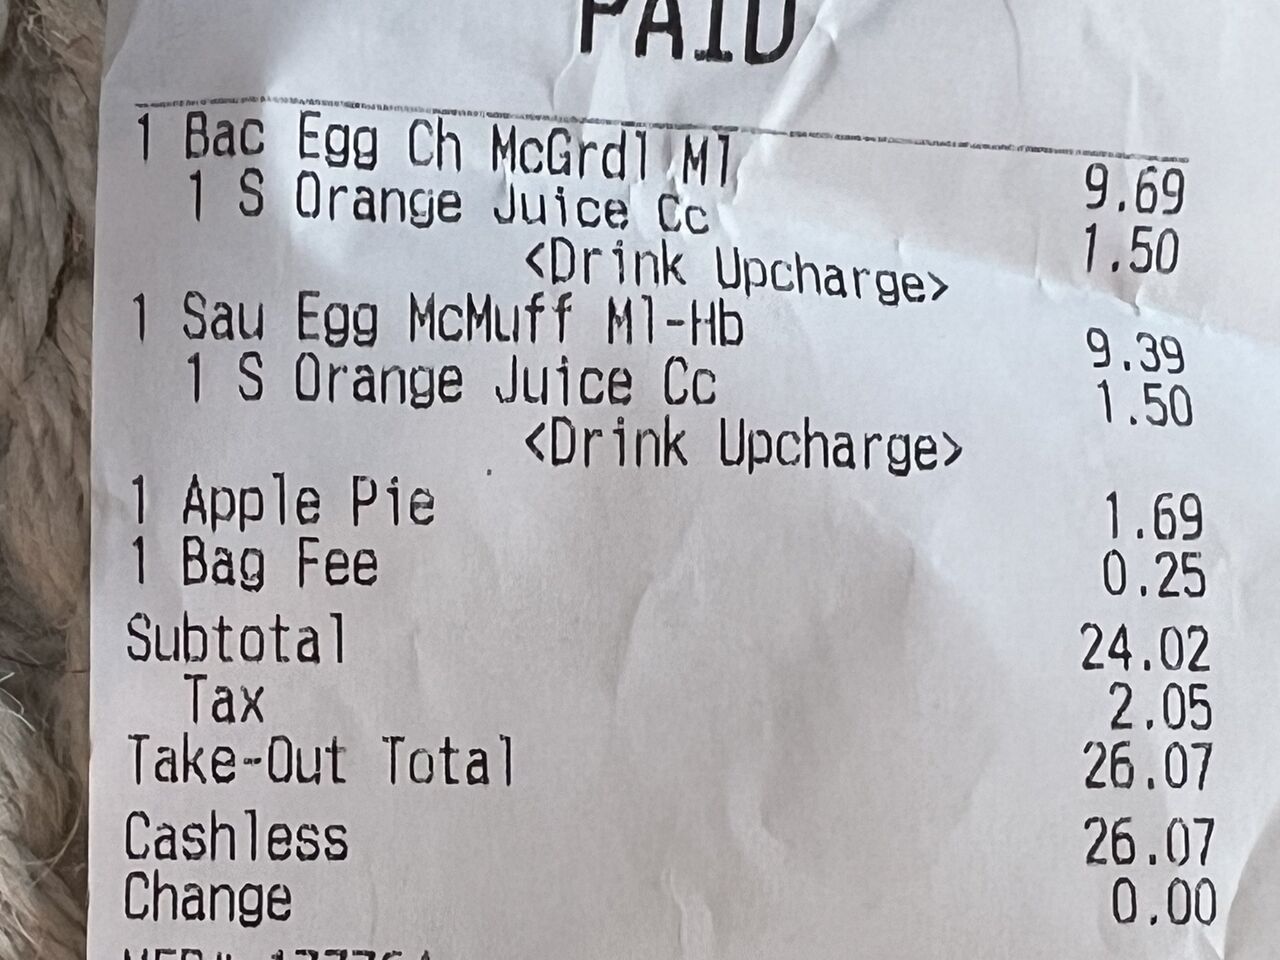 PAID
1 Bac Egg Ch McGrdl Ml 9.69
1 S Orange Juice Cc 1.50
<Drink Upcharge>
1 Sau Egg McMuff Ml-Hb 9.39
1 S Orange Juice Cc 1.50
<Drink Upcharge>
1 Apple Pie 1.69
1 Bag Fee 0.25
Subtotal 24.02
Tax 2.05
Take-Out Total 26.07
Cashless 26.07
Change 0.00